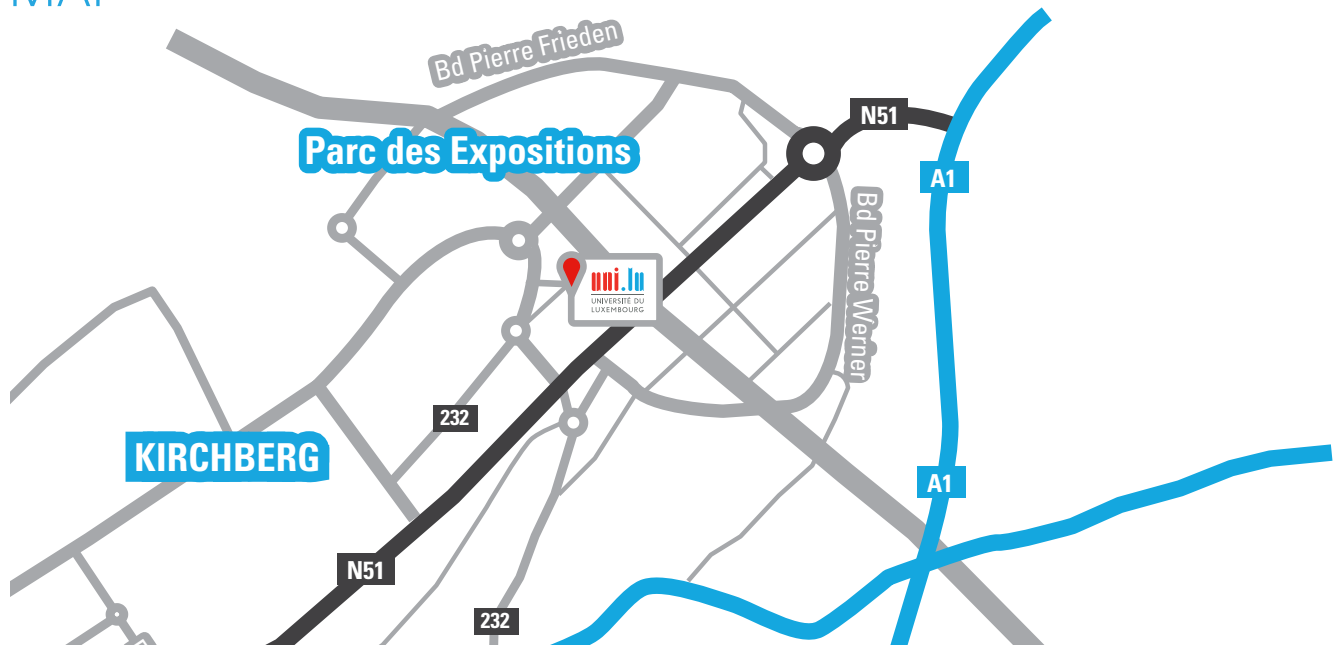 MAP
Bd Pierre Frieden
N51
Parc des Expositions
A1
Bd Pierre Werner
uni.lu
UNIVERSITÉ DU
LUXEMBOURG
232
KIRCHBERG
A1
N51
232